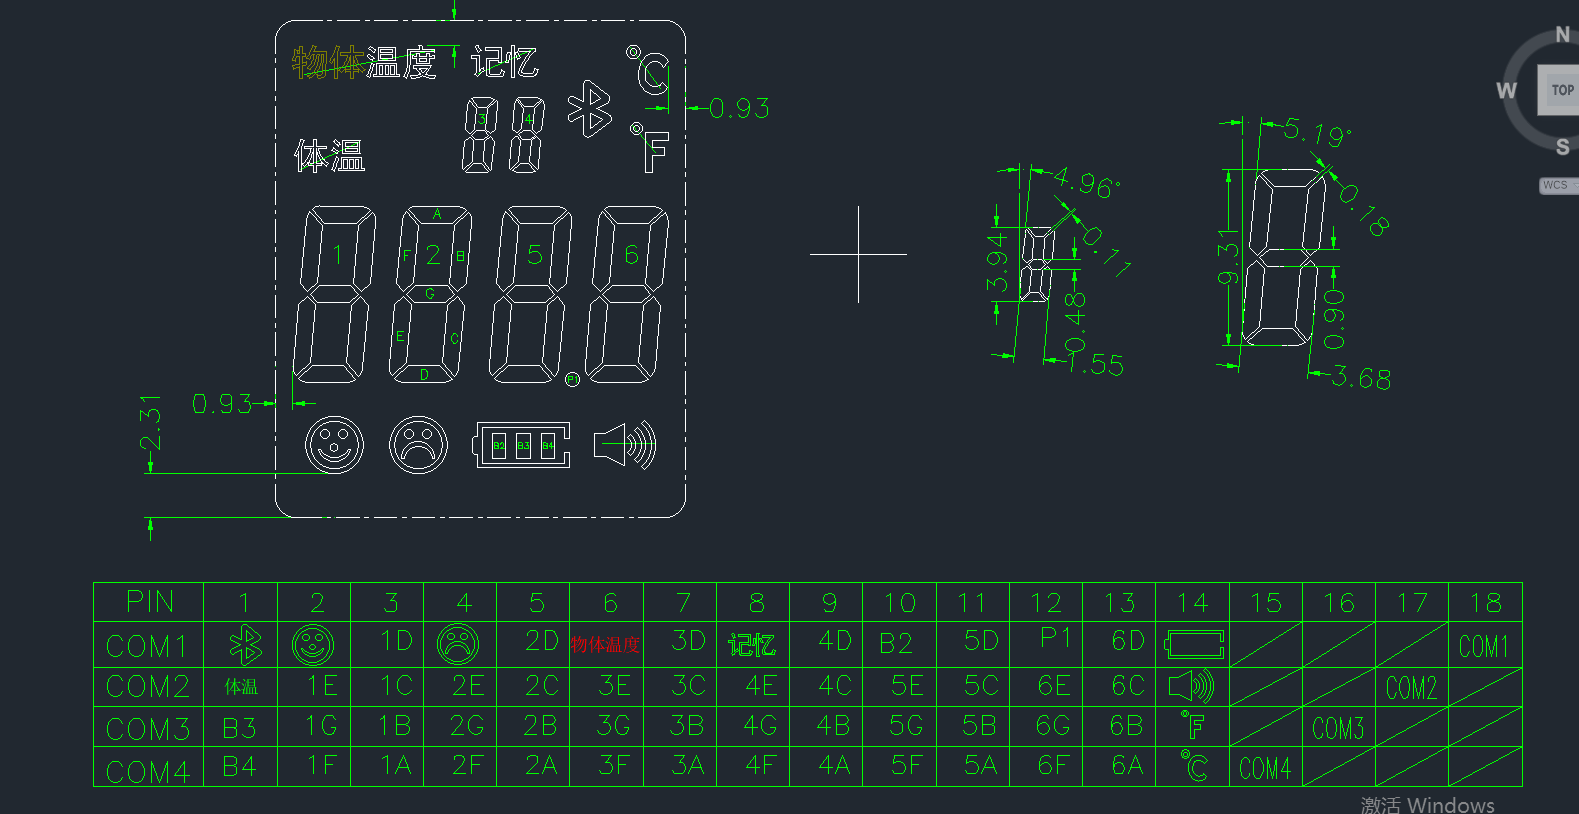 物体温度 记忆 °C
3 4
0.93
体温 °F
N
W TOP
S
WCS
1 2 5 6
A
F B
G
E C
D
P1
0.93
2.31
B2 B3 B4
4.96°
3.94
0.11
0.48
1.55
5.19°
0.18
9.31
0.90
3.68
PIN 1 2 3 4 5 6 7 8 9 10 11 12 13 14 15 16 17 18
COM1 1D 2D 物体温度 3D 记忆 4D B2 5D P1 6D COM1
COM2 体温 1E 1C 2E 2C 3E 3C 4E 4C 5E 5C 6E 6C COM2
COM3 B3 1G 1B 2G 2B 3G 3B 4G 4B 5G 5B 6G 6B °F COM3
COM4 B4 1F 1A 2F 2A 3F 3A 4F 4A 5F 5A 6F 6A °C COM4
激活 Windows